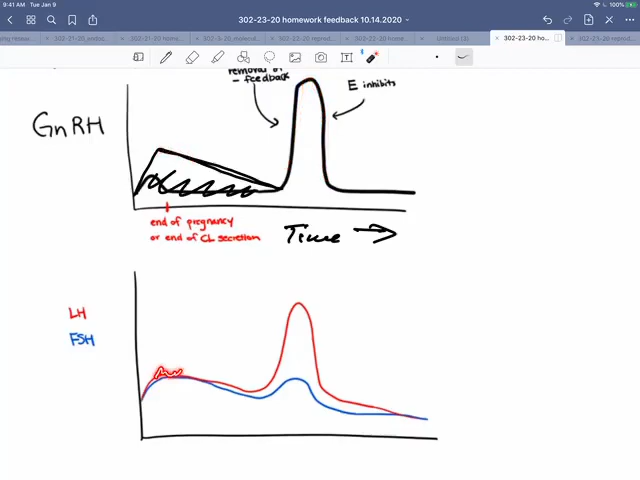 9:41 AM Tue Jan 9
100%
302-23-20 homework feedback 10.14.2020
Untitled (3)
302-23-20 ho...
removal of
- feedback
E inhibits
GnRH
end of pregnancy
or end of CL secretion
Time
LH
FSH